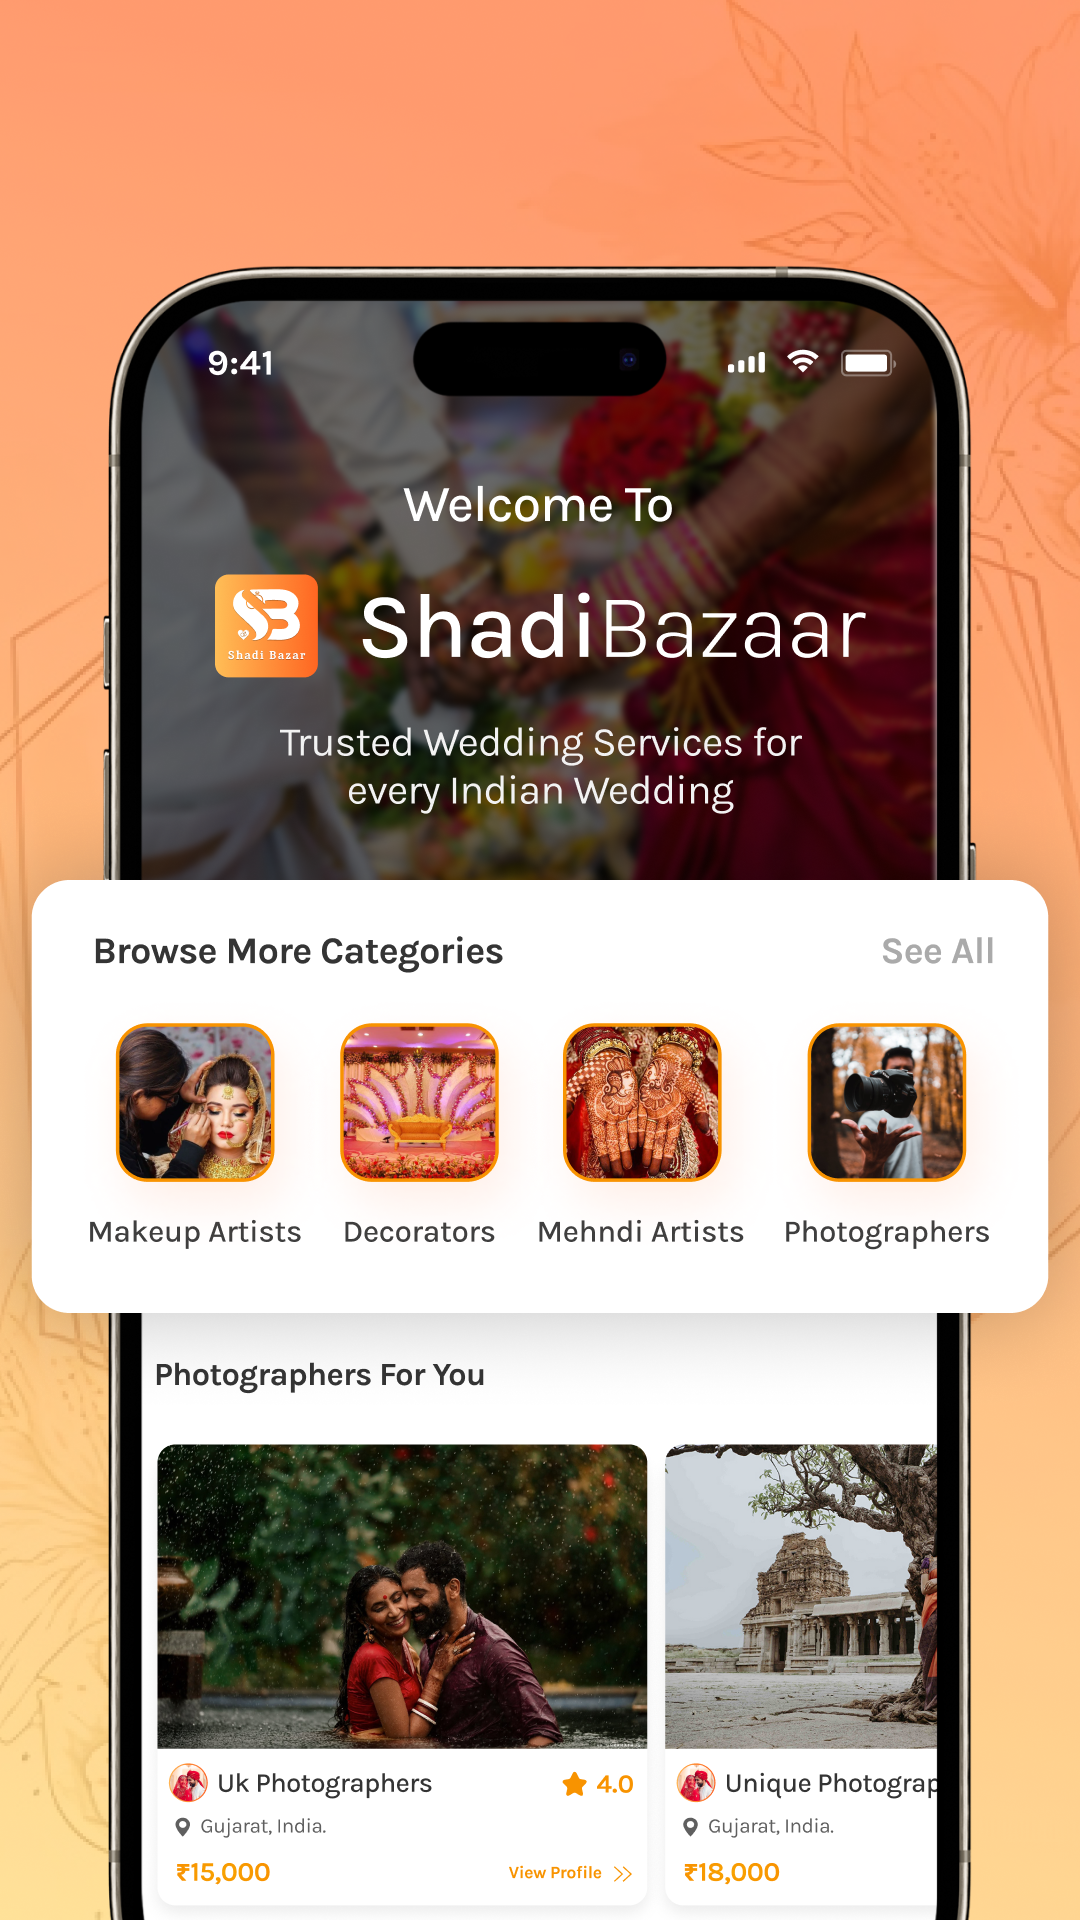 9:41
Welcome To
Shadi Bazar
ShadiBazaar
Trusted Wedding Services for
every Indian Wedding
Browse More Categories
See All
Makeup Artists
Decorators
Mehndi Artists
Photographers
Photographers For You
Uk Photographers
4.0
Gujarat, India.
₹15,000
View Profile
Unique Photograp
Gujarat, India.
₹18,000